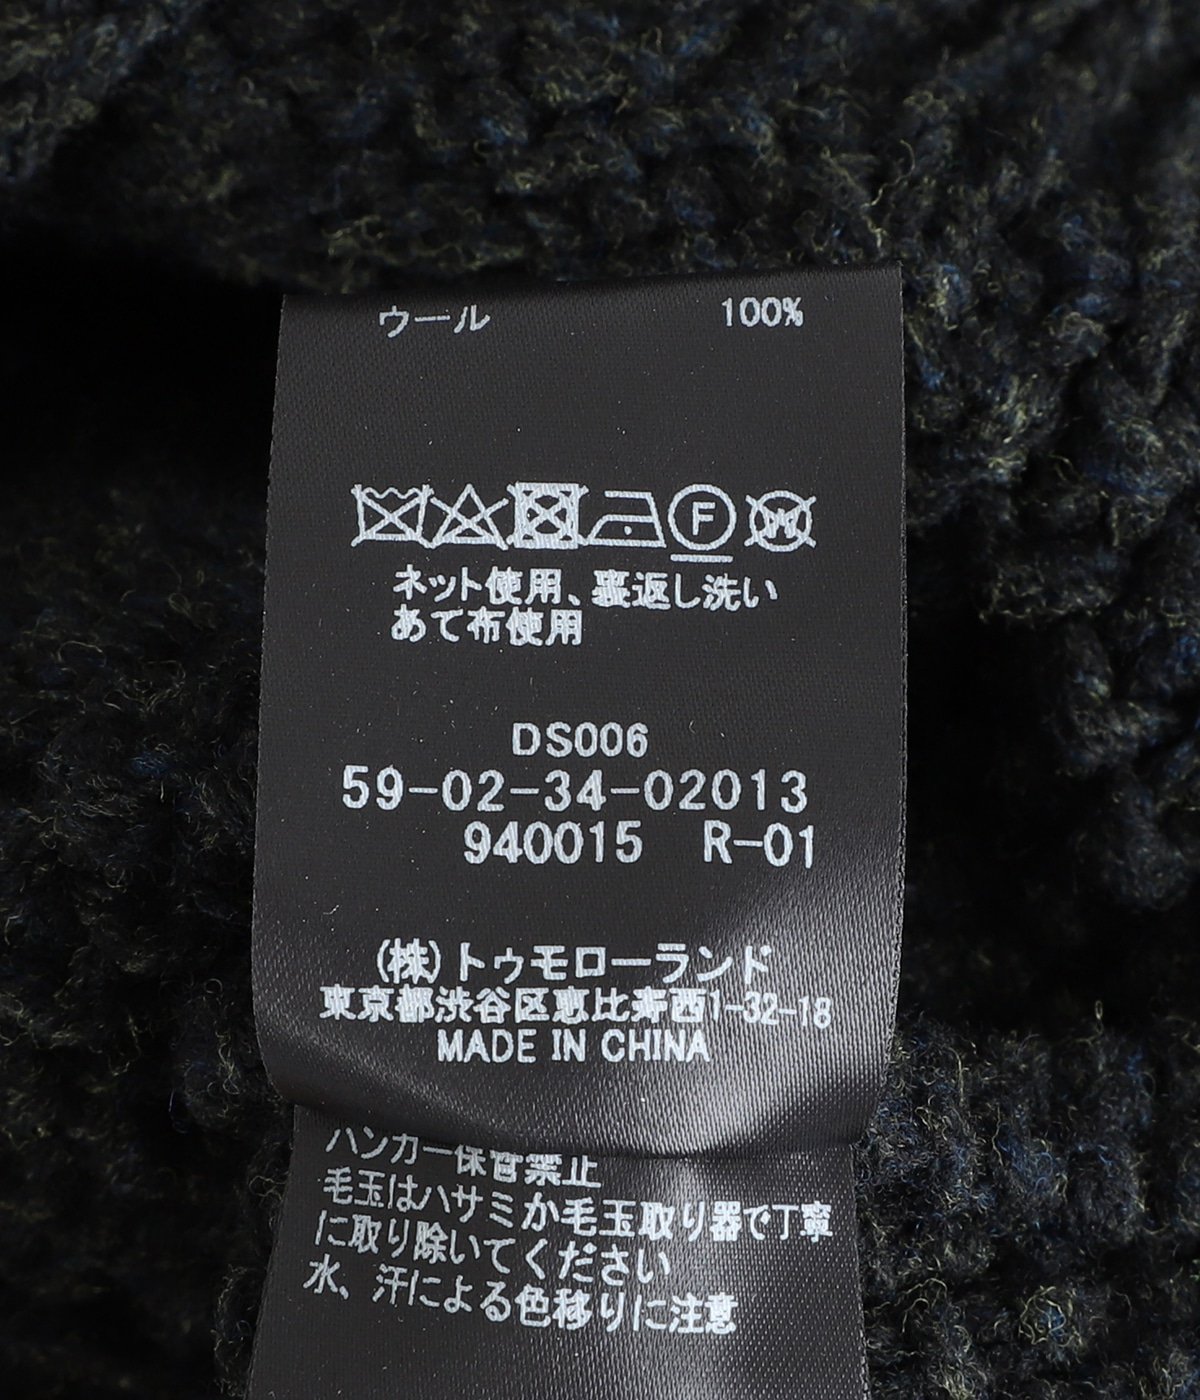 ウール 100%
F W
ネット使用、裏返し洗い
あて布使用
DS006
59-02-34-02013
940015 R-01
(株)トゥモローランド
東京都渋谷区恵比寿西1-32-18
MADE IN CHINA
ハンガー保管禁止
毛玉はハサミか毛玉取り器で丁寧
に取り除いてください
水、汗による色移りに注意